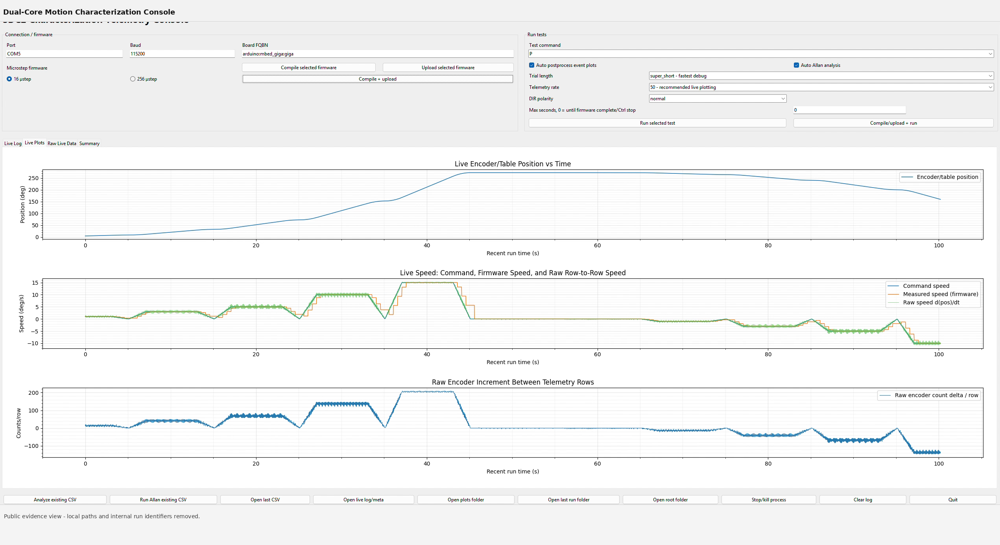 Dual-Core Motion Characterization Console
Characterization Telemetry Console
Connection / firmware
Port
Baud
Board FQBN
COM5
115200
arduino:mbed_giga:giga
Microstep firmware
Compile selected firmware
Upload selected firmware
16 µstep
256 µstep
Compile + upload
Run tests
Test command
P
Auto postprocess event plots
Auto Allan analysis
Trial length
super_short - fastest debug
Telemetry rate
50 - recommended live plotting
DIR polarity
normal
Max seconds, 0 = until firmware complete/Ctrl stop
0
Run selected test
Compile/upload + run
Live Log
Live Plots
Raw Live Data
Summary
Live Encoder/Table Position vs Time
Position (deg)
250
200
150
100
50
0
Encoder/table position
0
20
40
60
80
100
Recent run time (s)
Live Speed: Command, Firmware Speed, and Raw Row-to-Row Speed
Speed (deg/s)
15
10
5
0
−5
−10
Command speed
Measured speed (firmware)
Raw speed d(pos)/dt
0
20
40
60
80
100
Recent run time (s)
Raw Encoder Increment Between Telemetry Rows
Counts/row
200
100
0
−100
Raw encoder count delta / row
0
20
40
60
80
100
Recent run time (s)
Analyze existing CSV
Run Allan existing CSV
Open last CSV
Open live log/meta
Open plots folder
Open last run folder
Open root folder
Stop/kill process
Clear log
Quit
Public evidence view - local paths and internal run identifiers removed.